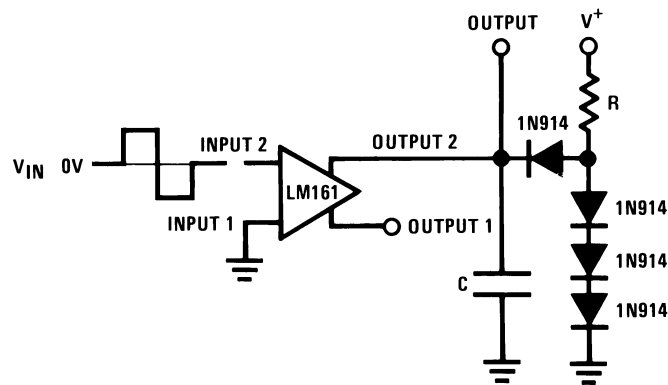 OUTPUT
V+
R
1N914
INPUT 2
OUTPUT 2
VIN 0V
LM161
1N914
INPUT 1
OUTPUT 1
1N914
C
1N914